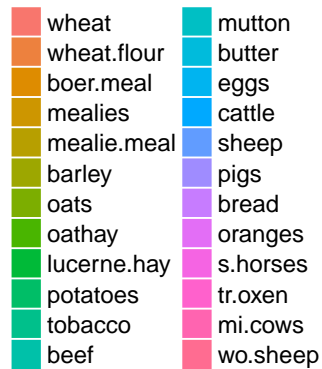 wheat
wheat.flour
boer.meal
mealies
mealie.meal
barley
oats
oathay
lucerne.hay
potatoes
tobacco
beef
mutton
butter
eggs
cattle
sheep
pigs
bread
oranges
s.horses
tr.oxen
mi.cows
wo.sheep